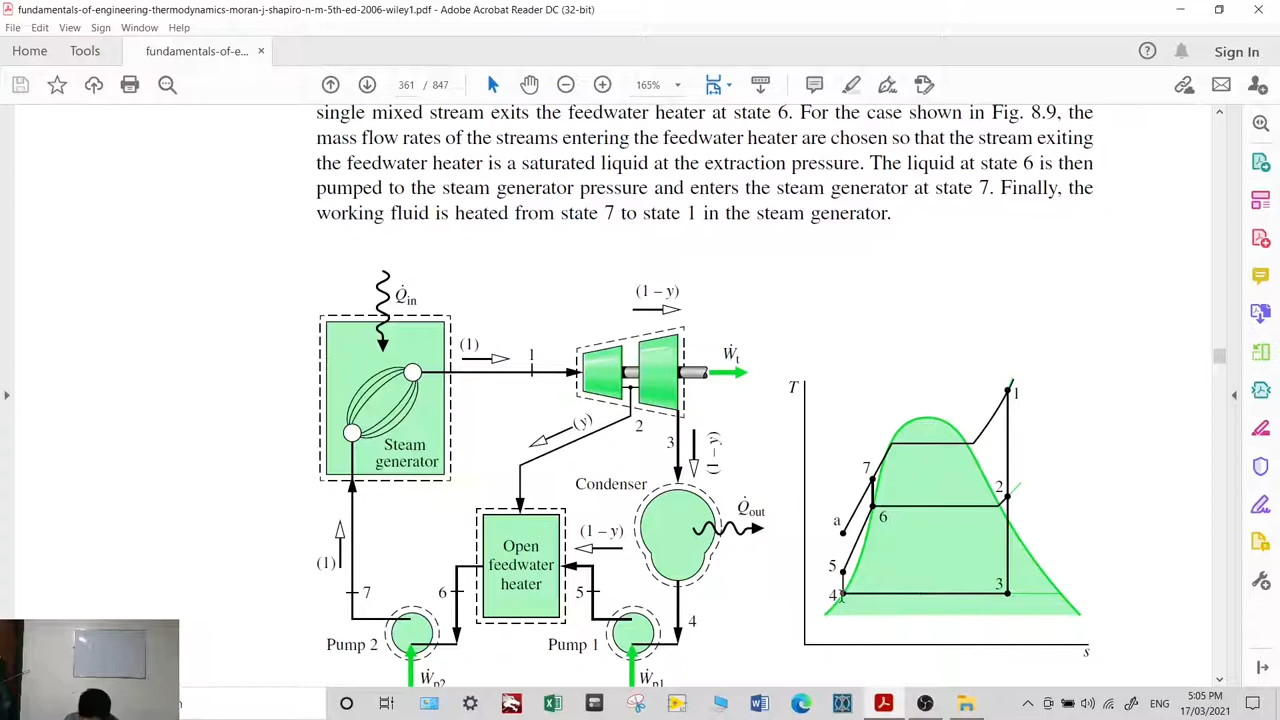 fundamentals-of-engineering-thermodynamics-moran-j-shapiro-n-m-5th-ed-2006-wiley1.pdf - Adobe Acrobat Reader DC (32-bit)
File Edit View Sign Window Help
Home Tools fundamentals-of-e... × Sign In
361 / 847 165%
single mixed stream exits the feedwater heater at state 6. For the case shown in Fig. 8.9, the
mass flow rates of the streams entering the feedwater heater are chosen so that the stream exiting
the feedwater heater is a saturated liquid at the extraction pressure. The liquid at state 6 is then
pumped to the steam generator pressure and enters the steam generator at state 7. Finally, the
working fluid is heated from state 7 to state 1 in the steam generator.
Q̇in
(1 – y)
(1)
1
Ẇt
Steam
generator
(y)
2
3
(1 – y)
Condenser
Q̇out
Open
feedwater
heater
(1 – y)
(1)
7
6
5
4
Pump 2
Pump 1
Ẇp2
Ẇp1
T
1
7
2
a
6
5
4
3
s
ENG
5:05 PM
17/03/2021